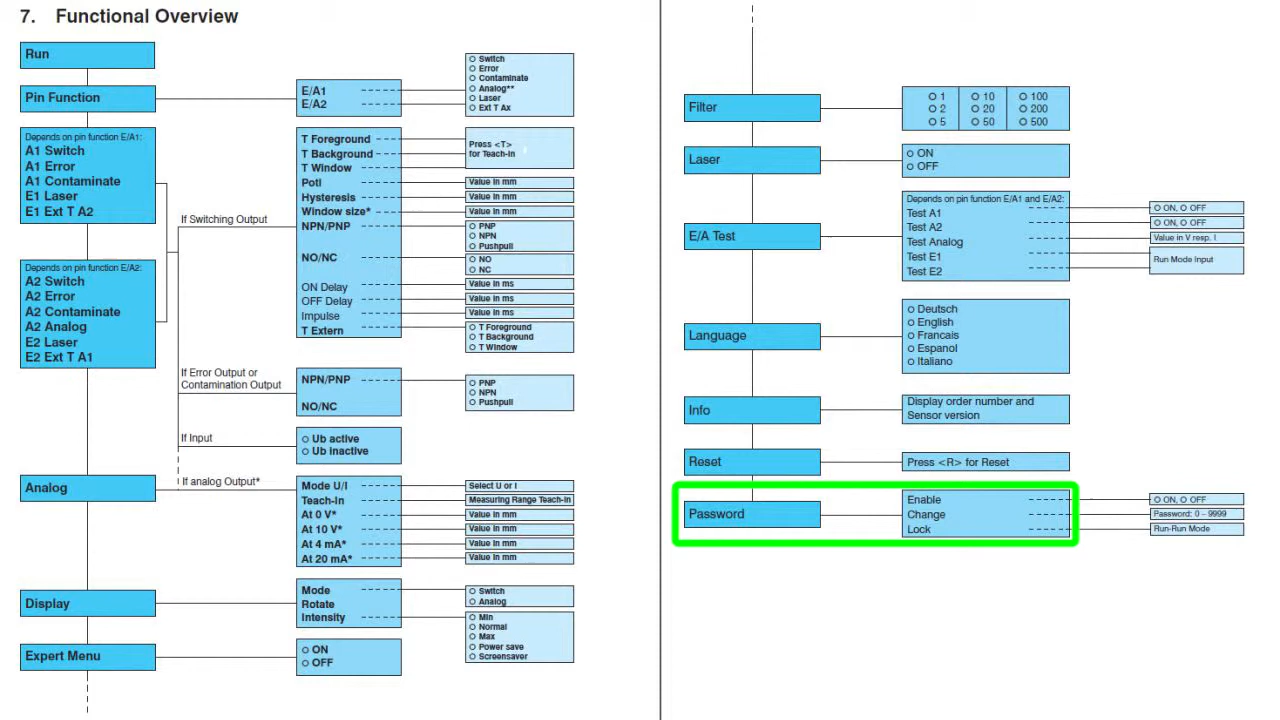 7. Functional Overview
Run
Pin Function
E/A1
E/A2
Switch
Error
Contaminate
Analog**
Laser
Ext T Ax
Depends on pin function E/A1:
A1 Switch
A1 Error
A1 Contaminate
E1 Laser
E1 Ext T A2
Depends on pin function E/A2:
A2 Switch
A2 Error
A2 Contaminate
A2 Analog
E2 Laser
E2 Ext T A1
If Switching Output
T Foreground
T Background
T Window
Poti
Hysteresis
Window size*
NPN/PNP
NO/NC
ON Delay
OFF Delay
Impulse
T Extern
Press <T>
for Teach-in
Value in mm
Value in mm
Value in mm
PNP
NPN
Pushpull
NO
NC
Value in ms
Value in ms
Value in ms
T Foreground
T Background
T Window
If Error Output or
Contamination Output
NPN/PNP
NO/NC
PNP
NPN
Pushpull
If Input
Ub active
Ub inactive
Analog
If analog Output*
Mode U/I
Teach-In
At 0 V*
At 10 V*
At 4 mA*
At 20 mA*
Select U or I
Measuring Range Teach-in
Value in mm
Value in mm
Value in mm
Value in mm
Display
Mode
Rotate
Intensity
Switch
Analog
Min
Normal
Max
Power save
Screensaver
Expert Menu
ON
OFF
Filter
1 10 100
2 20 200
5 50 500
Laser
ON
OFF
E/A Test
Depends on pin function E/A1 and E/A2:
Test A1
Test A2
Test Analog
Test E1
Test E2
ON, OFF
ON, OFF
Value in V resp. I
Run Mode Input
Language
Deutsch
English
Francais
Espanol
Italiano
Info
Display order number and
Sensor version
Reset
Press <R> for Reset
Password
Enable
Change
Lock
ON, OFF
Password: 0 – 9999
Run-Run Mode